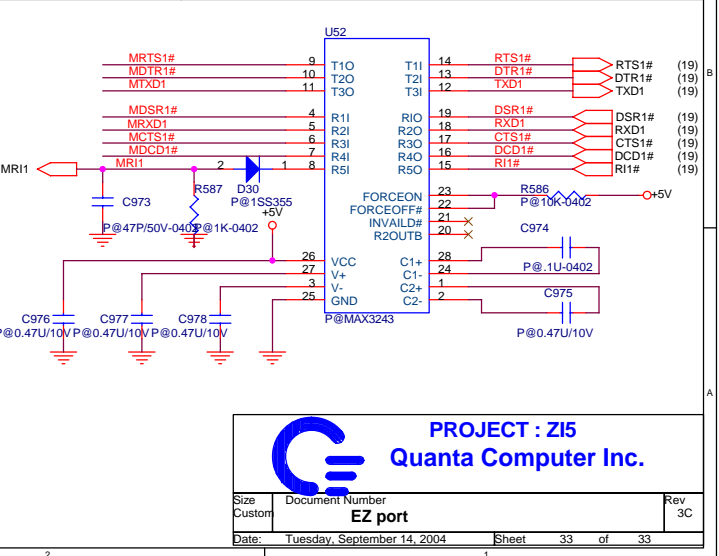 U52
MRTS1# 9 T1O T1I 14 RTS1# RTS1# (19)
MDTR1# 10 T2O T2I 13 DTR1# DTR1# (19)
MTXD1 11 T3O T3I 12 TXD1 TXD1 (19)
MDSR1# 4 R1I RIO 19 DSR1# DSR1# (19)
MRXD1 5 R2I R2O 18 RXD1 RXD1 (19)
MCTS1# 6 R3I R3O 17 CTS1# CTS1# (19)
MDCD1# 7 R4I R4O 16 DCD1# DCD1# (19)
MRI1 MRI1 2 1 8 R5I R5O 15 RI1# RI1# (19)
C973
P@47P/50V-0402
R587
P@1K-0402
D30
P@1SS355
+5V
FORCEON 23
FORCEOFF# 22
INVAILD# 21
R2OUTB 20
R586
P@10K-0402
+5V
26 VCC C1+ 28
27 V+ C1- 24
3 V- C2+ 1
25 GND C2- 2
P@MAX3243
C974
P@.1U-0402
C975
P@0.47U/10V
C976
P@0.47U/10V
C977
P@0.47U/10V
C978
P@0.47U/10V
B
A
PROJECT : ZI5
Quanta Computer Inc.
Size Document Number Rev
Custom EZ port 3C
Date: Tuesday, September 14, 2004 Sheet 33 of 33
2 1